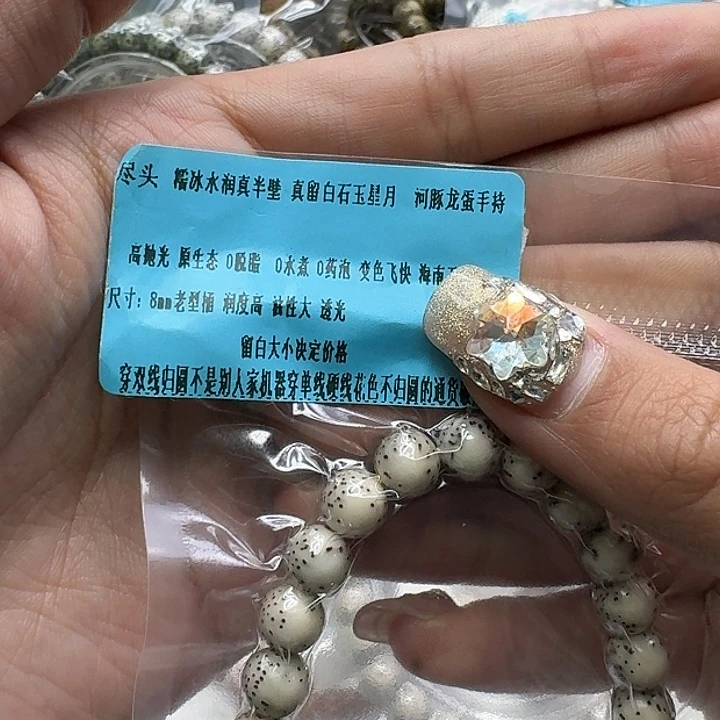 尽头 糯冰水润真半壁 真留白石玉星月 河豚龙蛋手持
高抛光 原生态 0脱脂 0水煮 0药泡 变色飞快 海南
尺寸：8mm老型桶 润度高 油性大 透光
留白大小决定价格
穿双线归圆不是别人家机器穿单线硬线花色不归圆的通货